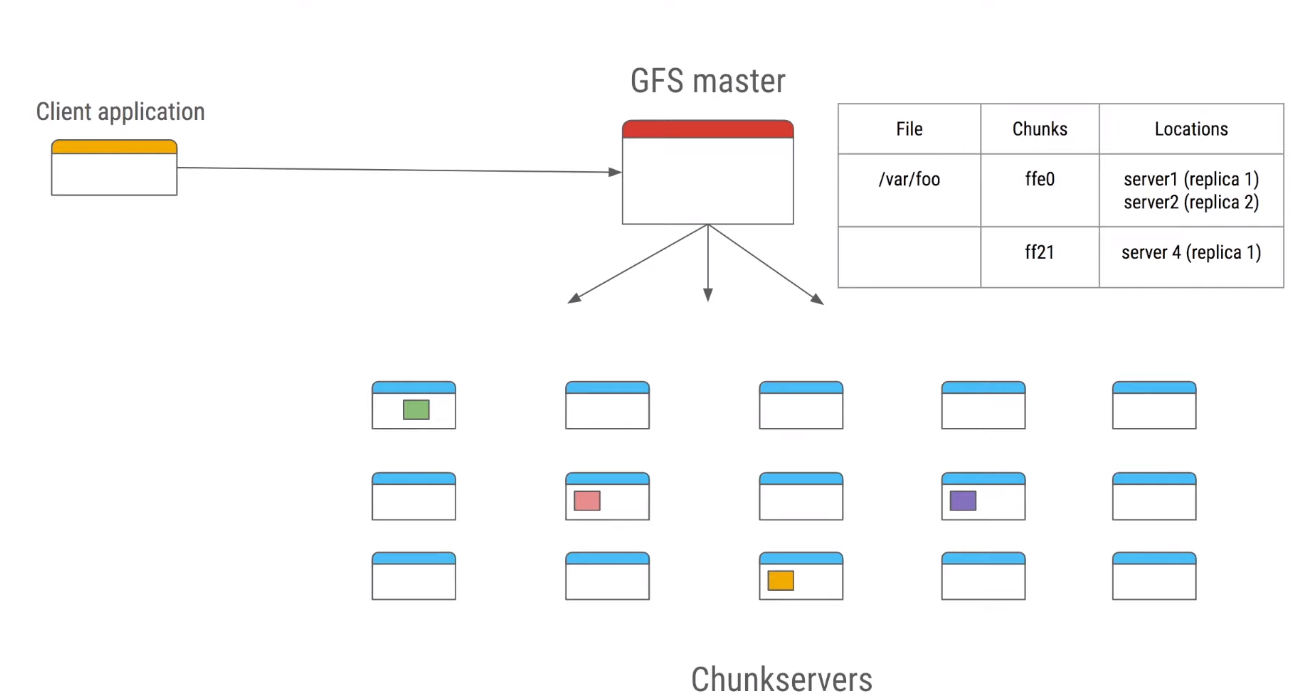 GFS master
Client application
File
Chunks
Locations
/var/foo
ffe0
server1 (replica 1)
server2 (replica 2)
ff21
server 4 (replica 1)
Chunkservers